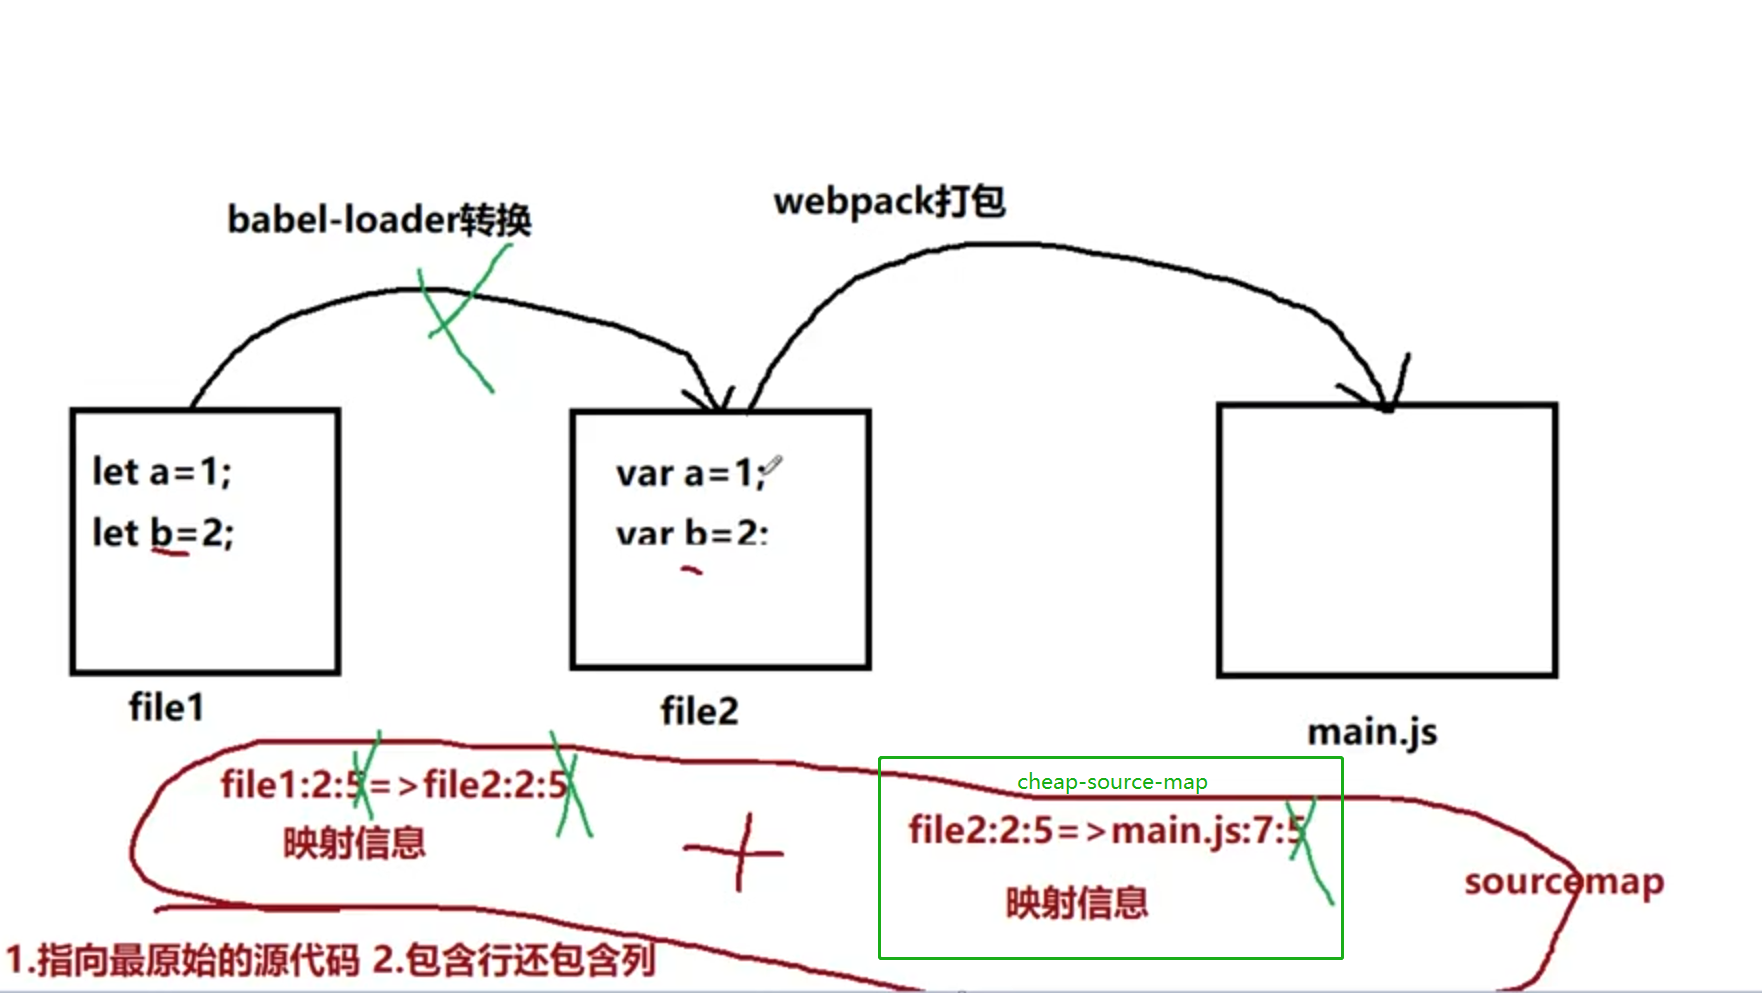 babel-loader转换
webpack打包
let a=1;
let b=2;
var a=1;
var b=2;
file1
file2
main.js
file1:2:5=>file2:2:5
映射信息
cheap-source-map
file2:2:5=>main.js:7:5
映射信息
sourcemap
1.指向最原始的源代码 2.包含行还包含列